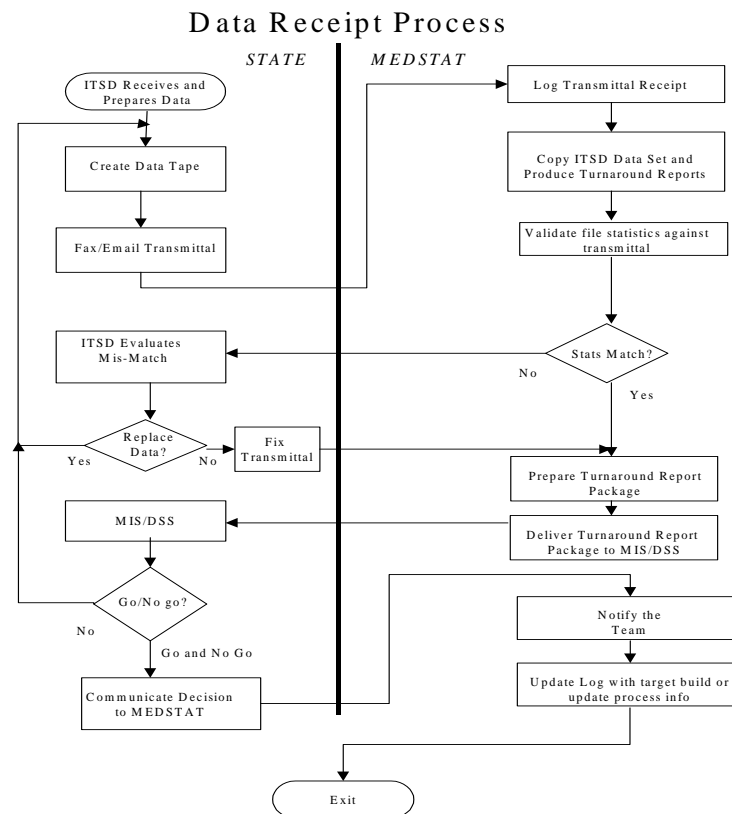 Data Receipt Process
STATE
MEDSTAT
ITSD Receives and
Prepares Data
Log Transmittal Receipt
Create Data Tape
Copy ITSD Data Set and
Produce Turnaround Reports
Fax/Email Transmittal
Validate file statistics against
transmittal
ITSD Evaluates
Mis-Match
Stats Match?
No
Yes
Replace
Data?
Yes
No
Fix
Transmittal
Prepare Turnaround Report
Package
MIS/DSS
Deliver Turnaround Report
Package to MIS/DSS
Go/No go?
No
Go and No Go
Notify the
Team
Communicate Decision
to MEDSTAT
Update Log with target build or
update process info
Exit